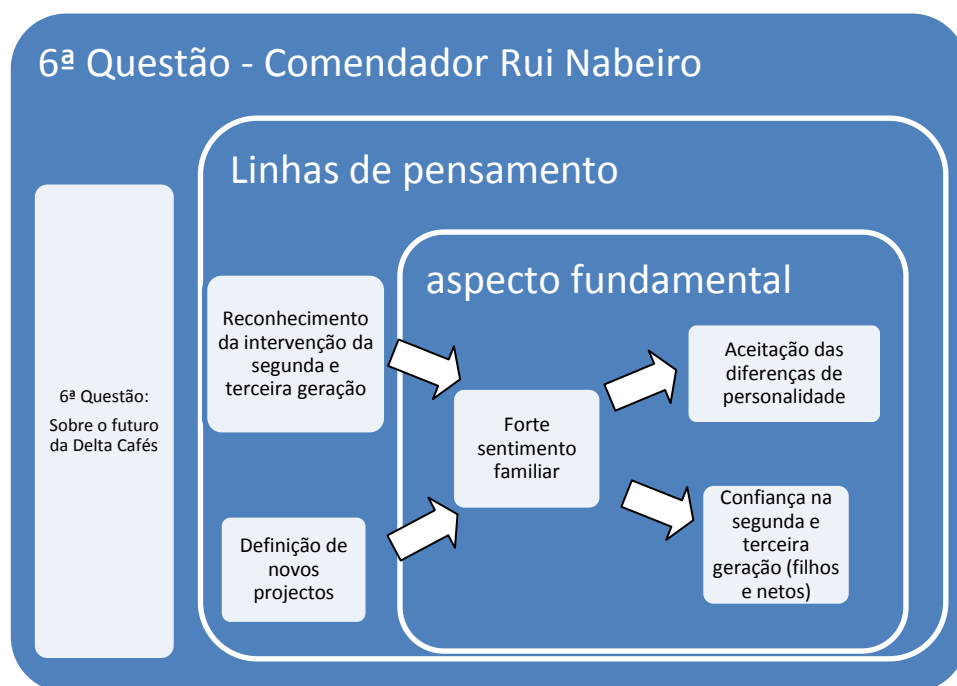 6ª Questão - Comendador Rui Nabeiro
Linhas de pensamento
aspecto fundamental
6ª Questão:
Sobre o futuro
da Delta Cafés
Reconhecimento
da intervenção da
segunda e
terceira geração
Definição de
novos
projectos
Forte
sentimento
familiar
Aceitação das
diferenças de
personalidade
Confiança na
segunda e
terceira
geração (filhos
e netos)